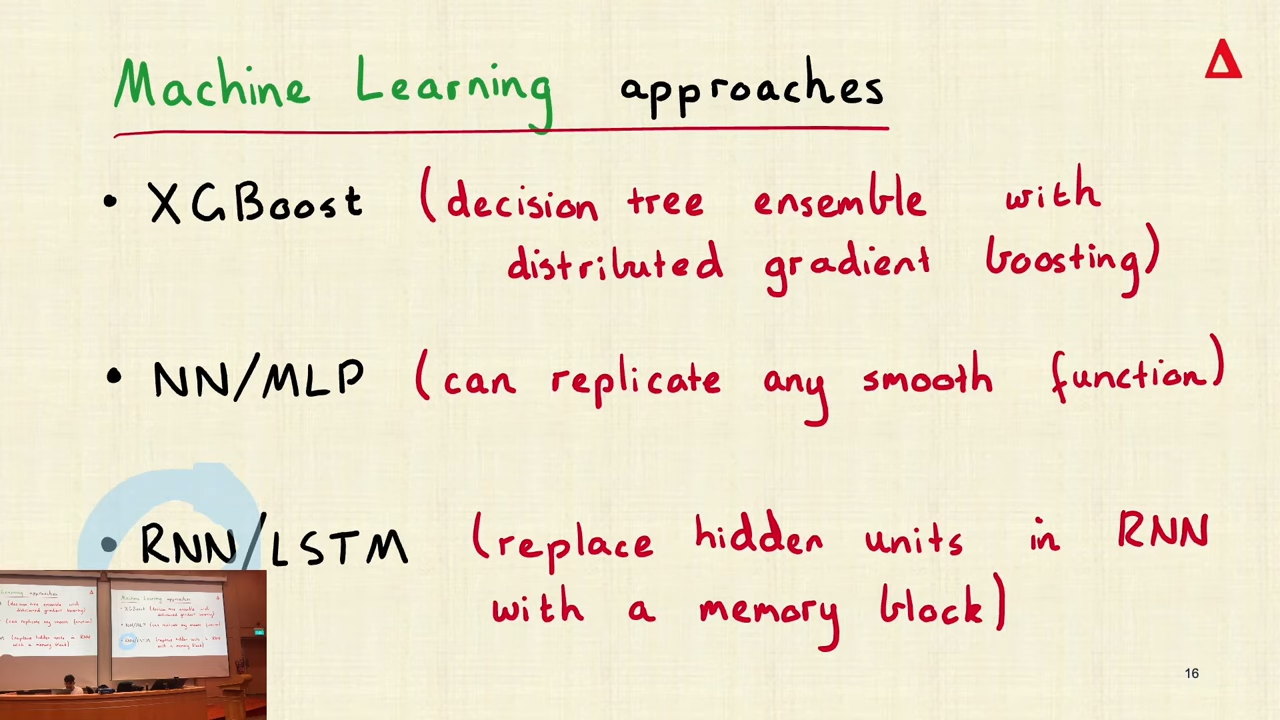 Machine Learning approaches
• XGBoost (decision tree ensemble with
distributed gradient boosting)
• NN/MLP (can replicate any smooth function)
• RNN/LSTM (replace hidden units in RNN
with a memory block)
16